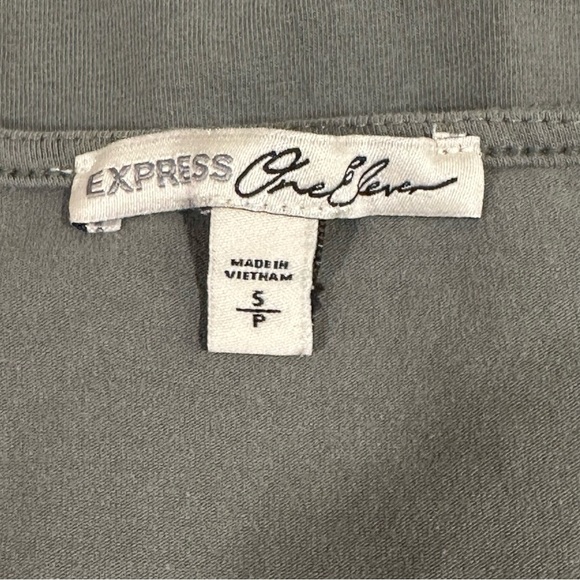 EXPRESS One Eleven
MADE IN
VIETNAM
S
P